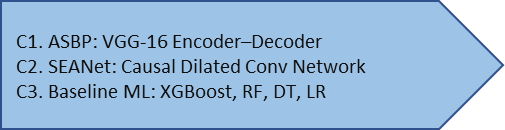 C1. ASBP: VGG-16 Encoder–Decoder
C2. SEANet: Causal Dilated Conv Network
C3. Baseline ML: XGBoost, RF, DT, LR